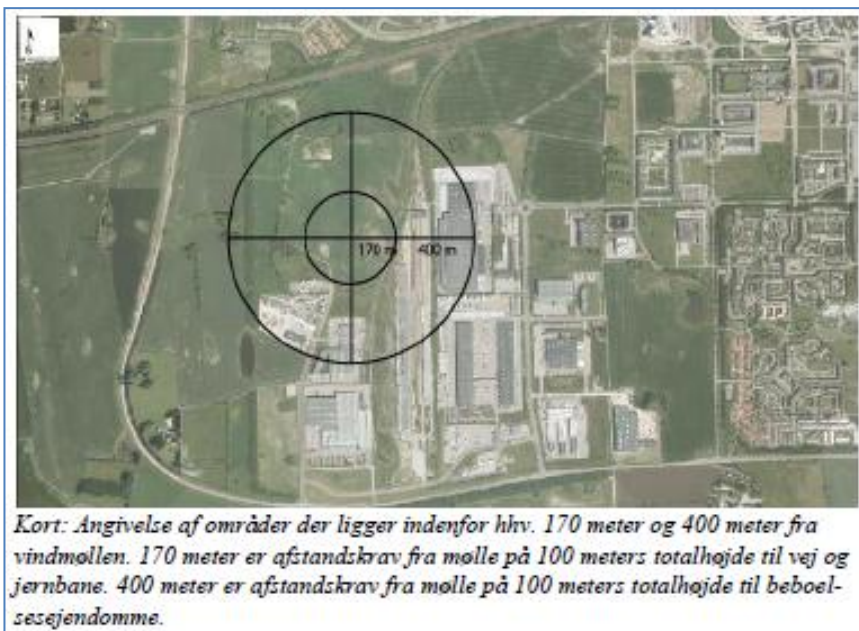 170 m 400 m
Kort: Angivelse af områder der ligger indenfor hhv. 170 meter og 400 meter fra
vindmøllen. 170 meter er afstandskrav fra mølle på 100 meters totalhøjde til vej og
jernbane. 400 meter er afstandskrav fra mølle på 100 meters totalhøjde til beboel-
sesejendomme.